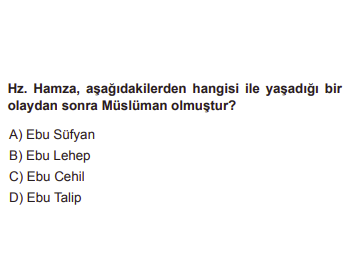 Hz. Hamza, aşağıdakilerden hangisi ile yaşadığı bir
olaydan sonra Müslüman olmuştur?
A) Ebu Süfyan
B) Ebu Lehep
C) Ebu Cehil
D) Ebu Talip